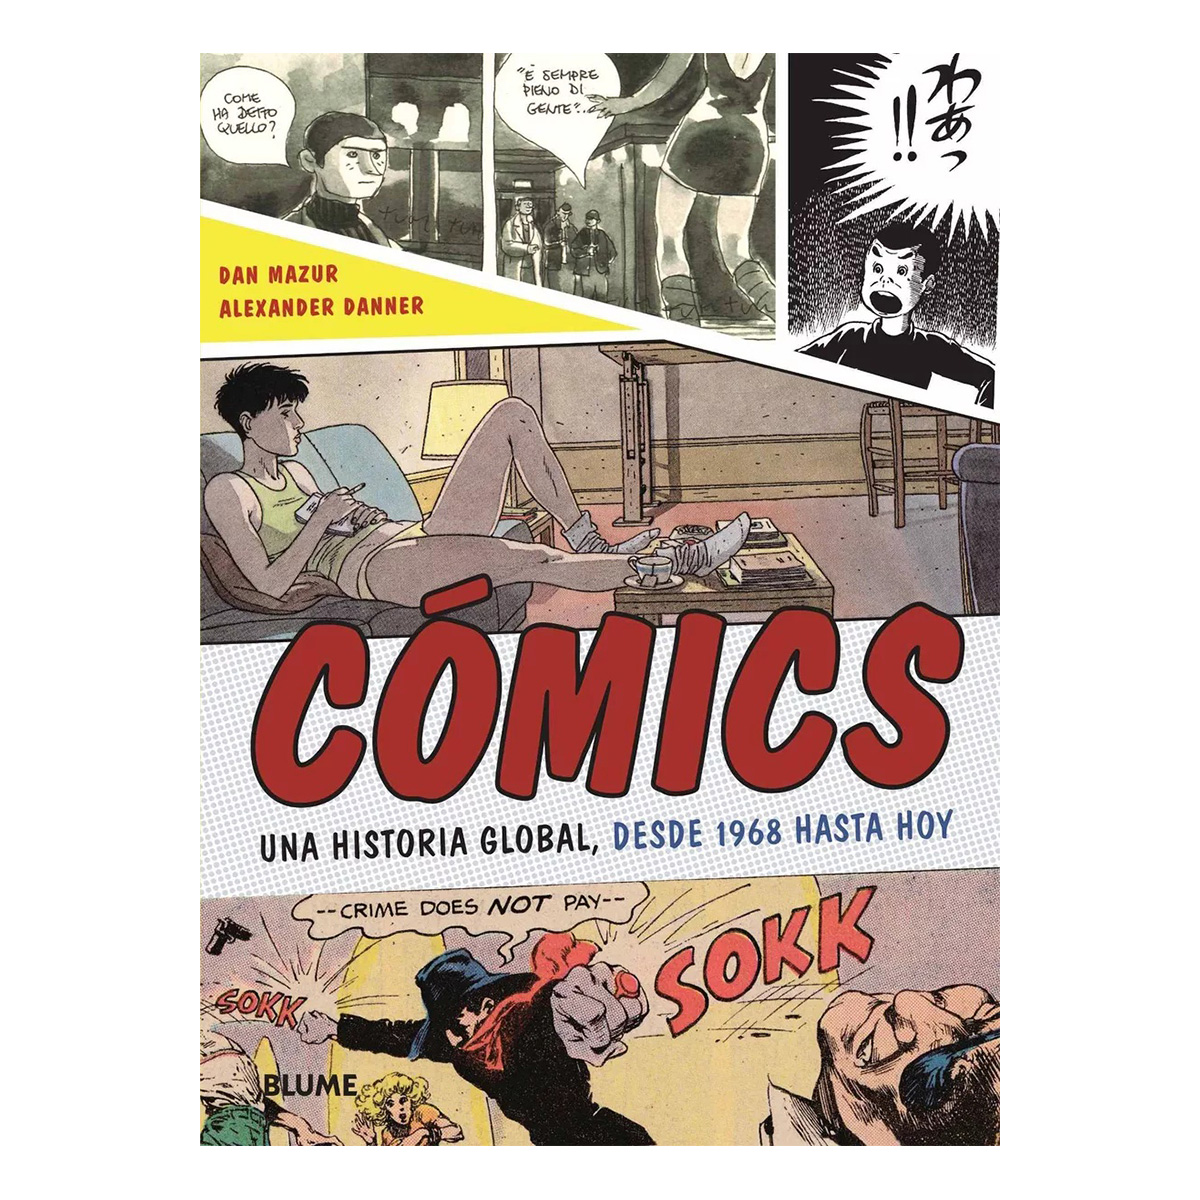 COME
HA DETTO
QUELLO?
"È SEMPRE
PIENO DI
GENTE"...
わあっ
!!
DAN MAZUR
ALEXANDER DANNER
CÓMICS
UNA HISTORIA GLOBAL, DESDE 1968 HASTA HOY
--CRIME DOES NOT PAY--
SOKK
SOKK
BLUME